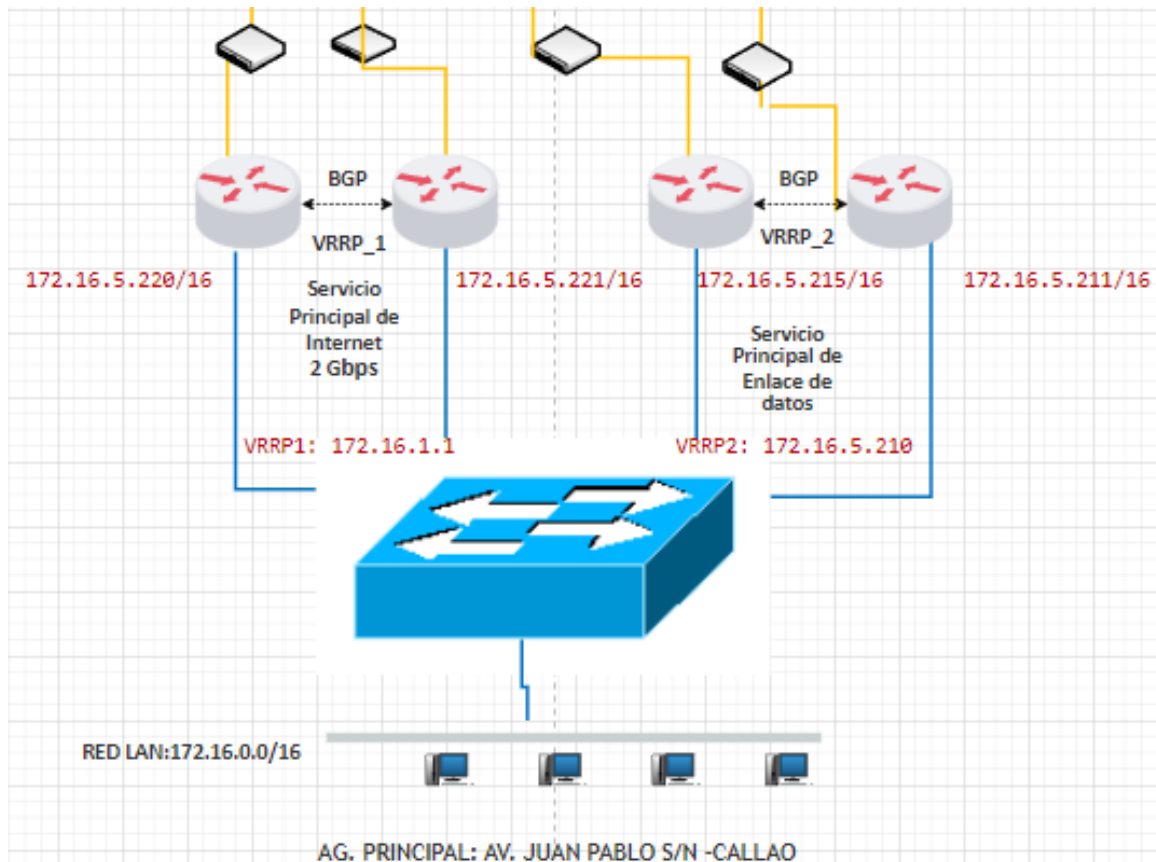 BGP
BGP
VRRP_1
VRRP_2
172.16.5.220/16
172.16.5.221/16
172.16.5.215/16
172.16.5.211/16
Servicio
Principal de
Internet
2 Gbps
Servicio
Principal de
Enlace de
datos
VRRP1: 172.16.1.1
VRRP2: 172.16.5.210
RED LAN:172.16.0.0/16
AG. PRINCIPAL: AV. JUAN PABLO S/N -CALLAO